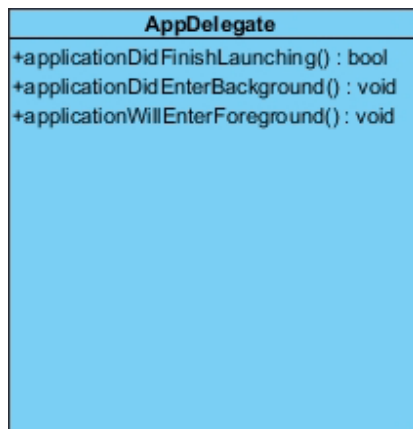 AppDelegate
+applicationDidFinishLaunching() : bool
+applicationDidEnterBackground() : void
+applicationWillEnterForeground() : void